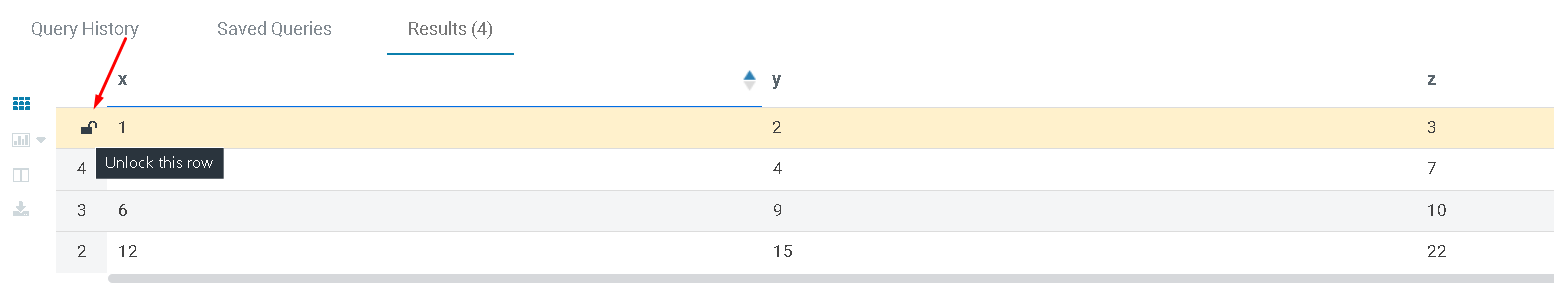 Query History Saved Queries Results (4)
x y z
1 2 3
Unlock this row
4 4 7
3 6 9 10
2 12 15 22